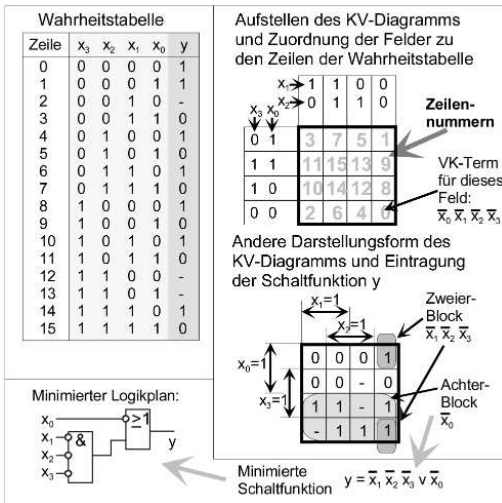 Wahrheitstabelle
Zeile x₃ x₂ x₁ x₀ y
0 0 0 0 0 1
1 0 0 0 1 1
2 0 0 1 0 -
3 0 0 1 1 0
4 0 1 0 0 1
5 0 1 0 1 0
6 0 1 1 0 1
7 0 1 1 1 0
8 1 0 0 0 1
9 1 0 0 1 0
10 1 0 1 0 1
11 1 0 1 1 0
12 1 1 0 0 -
13 1 1 0 1 -
14 1 1 1 0 1
15 1 1 1 1 0
Aufstellen des KV-Diagramms
und Zuordnung der Felder zu
den Zeilen der Wahrheitstabelle
x₁ 1 1 0 0
x₂ 0 1 1 0
x₃ x₀
0 1 3 7 5 1
1 1 11 15 13 9
1 0 10 14 12 8
0 0 2 6 4 0
Zeilen-
nummern
VK-Term
für dieses
Feld:
x̅₀ x̅₁ x̅₂ x̅₃
Andere Darstellungsform des
KV-Diagramms und Eintragung
der Schaltfunktion y
x₁=1
x₂=1
x₀=1
x₃=1
0 0 0 1
0 0 - 0
1 1 - 1
- 1 1 1
Zweier-
Block
x̅₁ x̅₂ x̅₃
Achter-
Block
x̅₀
Minimierter Logikplan:
x₀
x₁
x₂
x₃
&
≥1
y
Minimierte
Schaltfunktion
y = x̅₁ x̅₂ x̅₃ v x̅₀